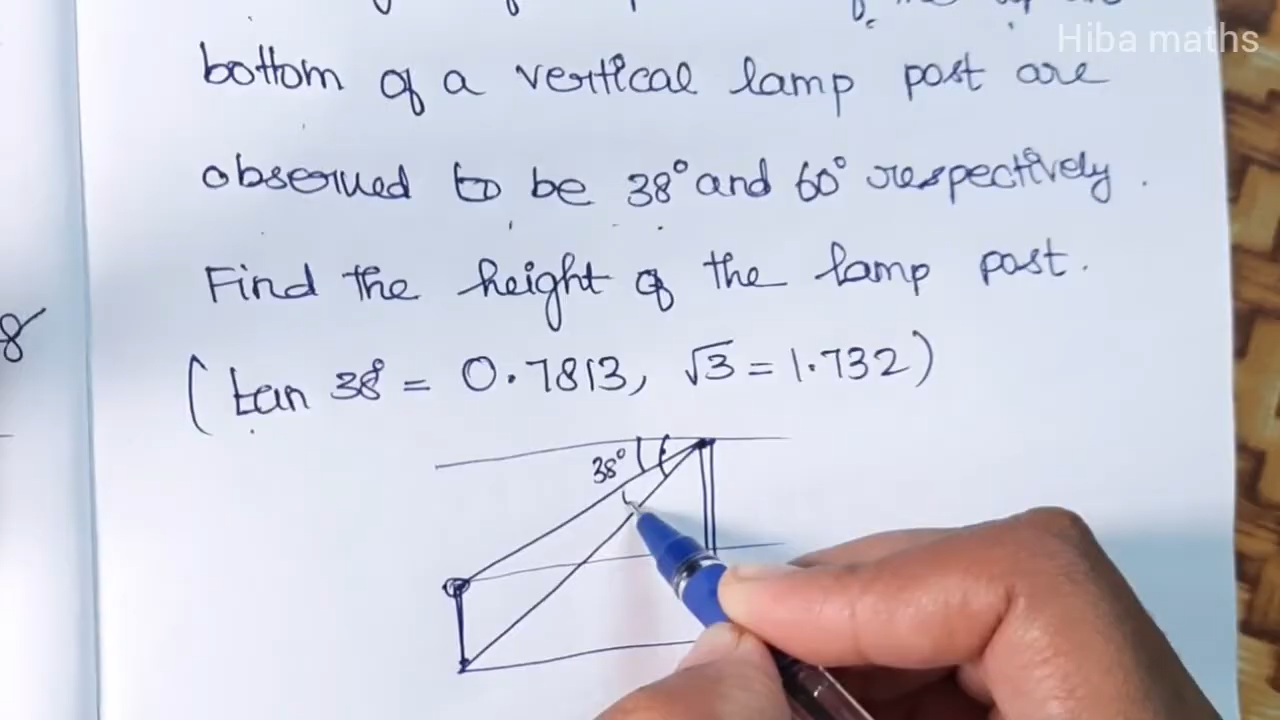 Hiba maths
bottom of a vertical lamp post are
observed to be 38° and 60° respectively.
Find the height of the lamp post.
(tan 38° = 0.7813, √3 = 1.732)
38°
8